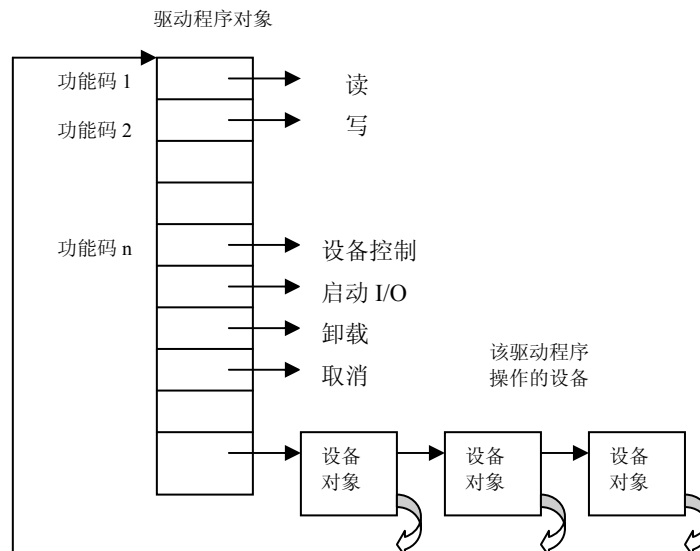 驱动程序对象
功能码 1
读
功能码 2
写
功能码 n
设备控制
启动 I/O
卸载
取消
该驱动程序
操作的设备
设备
对象
设备
对象
设备
对象